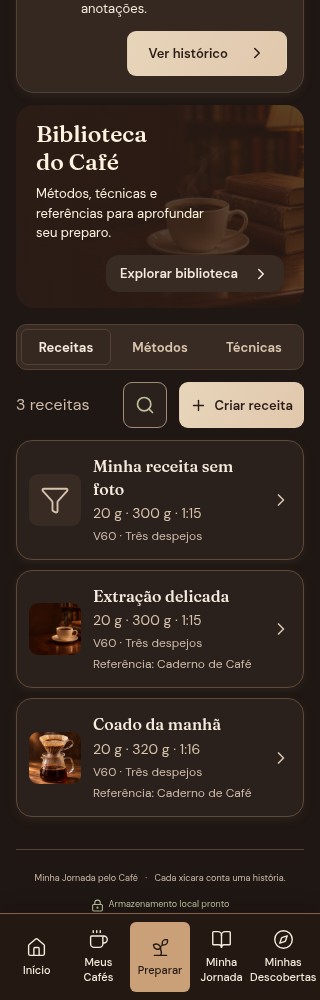 anotações.
Ver histórico
Biblioteca
do Café
Métodos, técnicas e
referências para aprofundar
seu preparo.
Explorar biblioteca
Receitas
Métodos
Técnicas
3 receitas
Criar receita
Minha receita sem
foto
20 g · 300 g · 1:15
V60 · Três despejos
Extração delicada
20 g · 300 g · 1:15
V60 · Três despejos
Referência: Caderno de Café
Coado da manhã
20 g · 320 g · 1:16
V60 · Três despejos
Referência: Caderno de Café
Minha Jornada pelo Café · Cada xícara conta uma história.
Armazenamento local pronto
Início
Meus
Cafés
Preparar
Minha
Jornada
Minhas
Descobertas